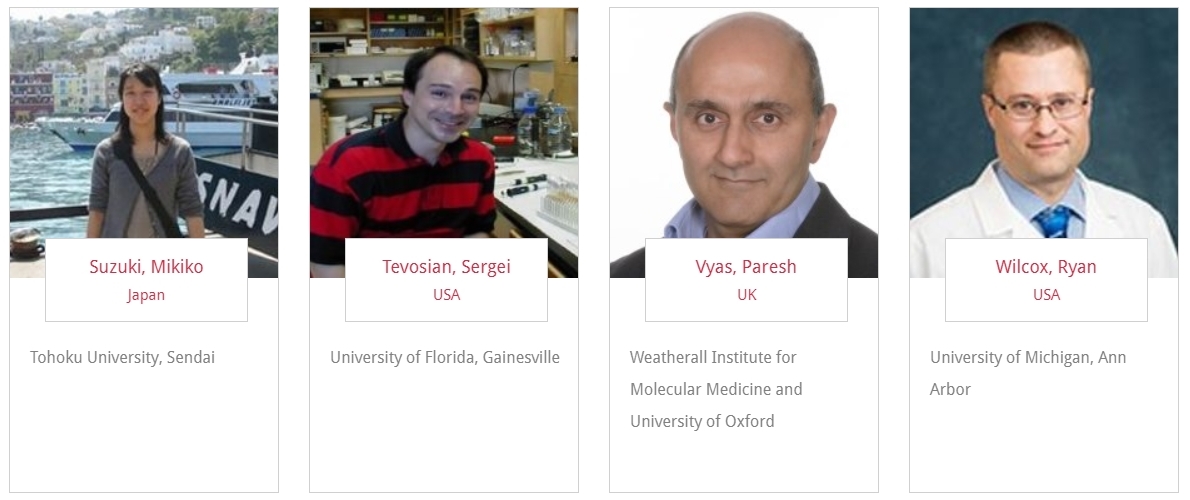 SNAV
Suzuki, Mikiko
Japan
Tohoku University, Sendai
Tevosian, Sergei
USA
University of Florida, Gainesville
Vyas, Paresh
UK
Weatherall Institute for
Molecular Medicine and
University of Oxford
Wilcox, Ryan
USA
University of Michigan, Ann
Arbor